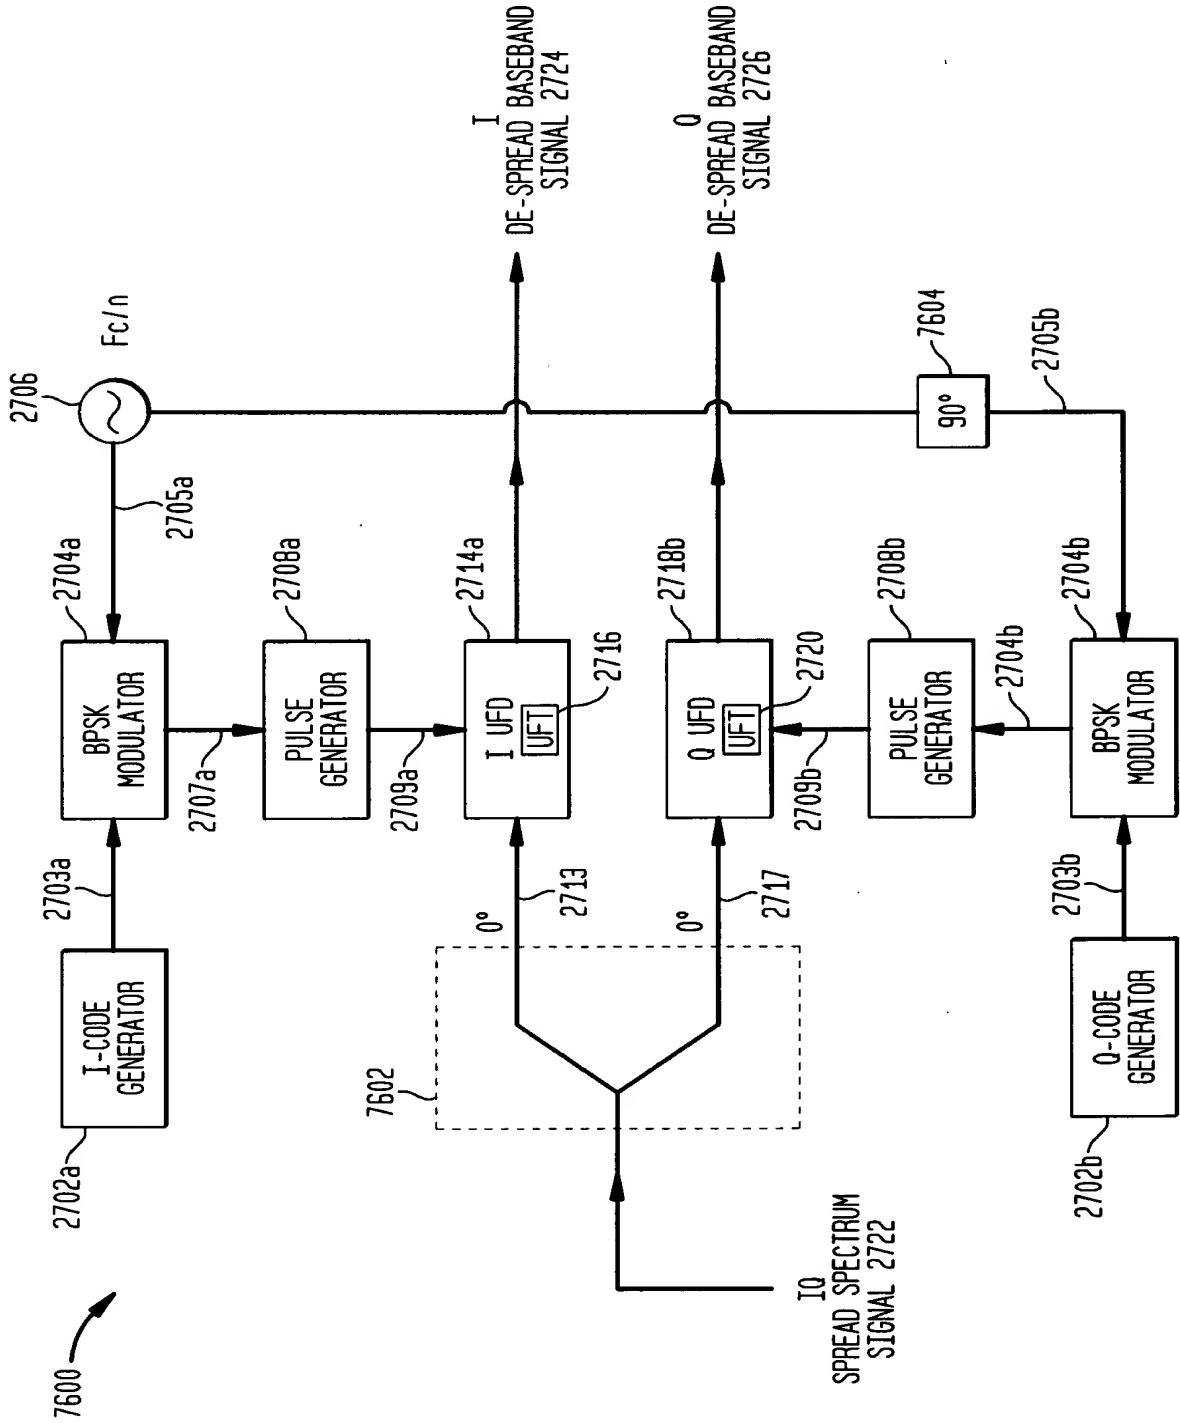 7600
2702a
I-CODE
GENERATOR
2703a
2704a
BPSK
MODULATOR
2705a
2706
Fc/n
2707a
2708a
PULSE
GENERATOR
2709a
2714a
I UFD
UFT
2716
I
DE-SPREAD BASEBAND
SIGNAL 2724
7602
0°
2713
0°
2717
IQ
SPREAD SPECTRUM
SIGNAL 2722
2718b
Q UFD
UFT
2720
Q
DE-SPREAD BASEBAND
SIGNAL 2726
2709b
2708b
PULSE
GENERATOR
2704b
2704b
BPSK
MODULATOR
90°
7604
2705b
2703b
Q-CODE
GENERATOR
2702b